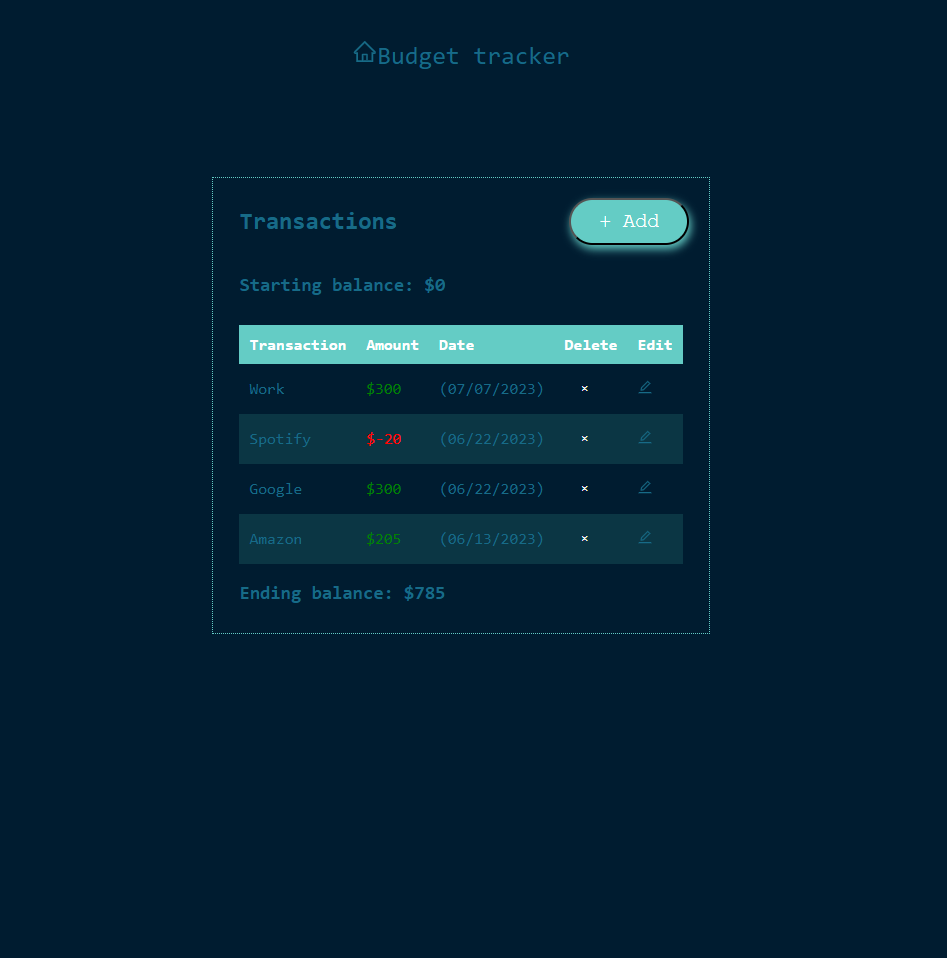 Budget tracker
Transactions
+ Add
Starting balance: $0
Transaction Amount Date Delete Edit
Work $300 (07/07/2023) ×
Spotify $-20 (06/22/2023) ×
Google $300 (06/22/2023) ×
Amazon $205 (06/13/2023) ×
Ending balance: $785